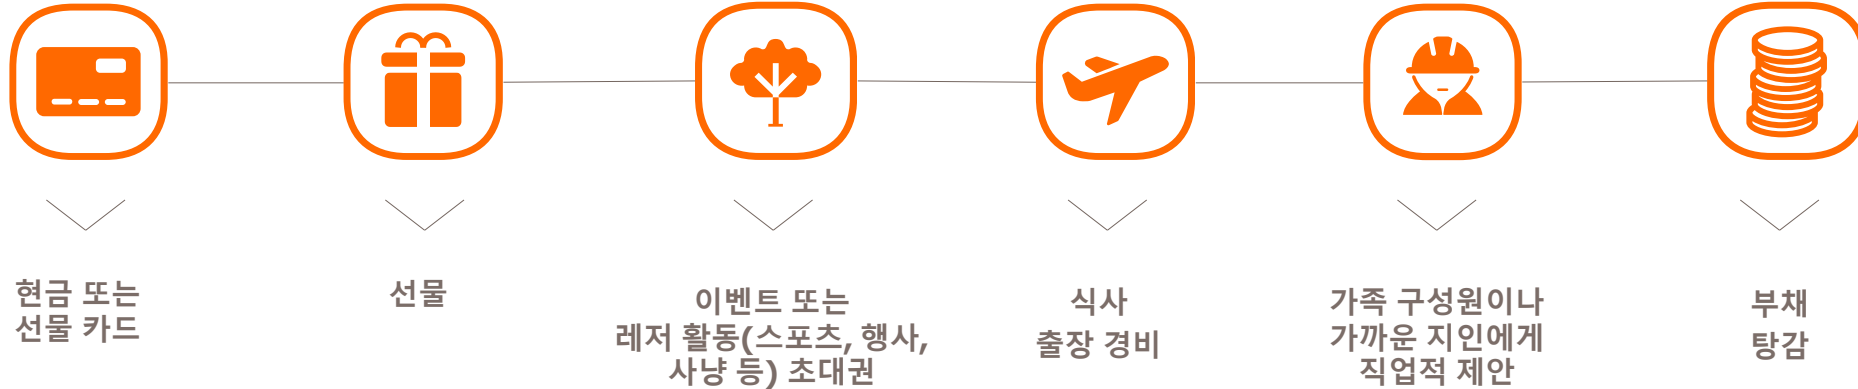 현금 또는
선물 카드
선물
이벤트 또는
레저 활동(스포츠, 행사,
사냥 등) 초대권
식사
출장 경비
가족 구성원이나
가까운 지인에게
직업적 제안
부채
탕감